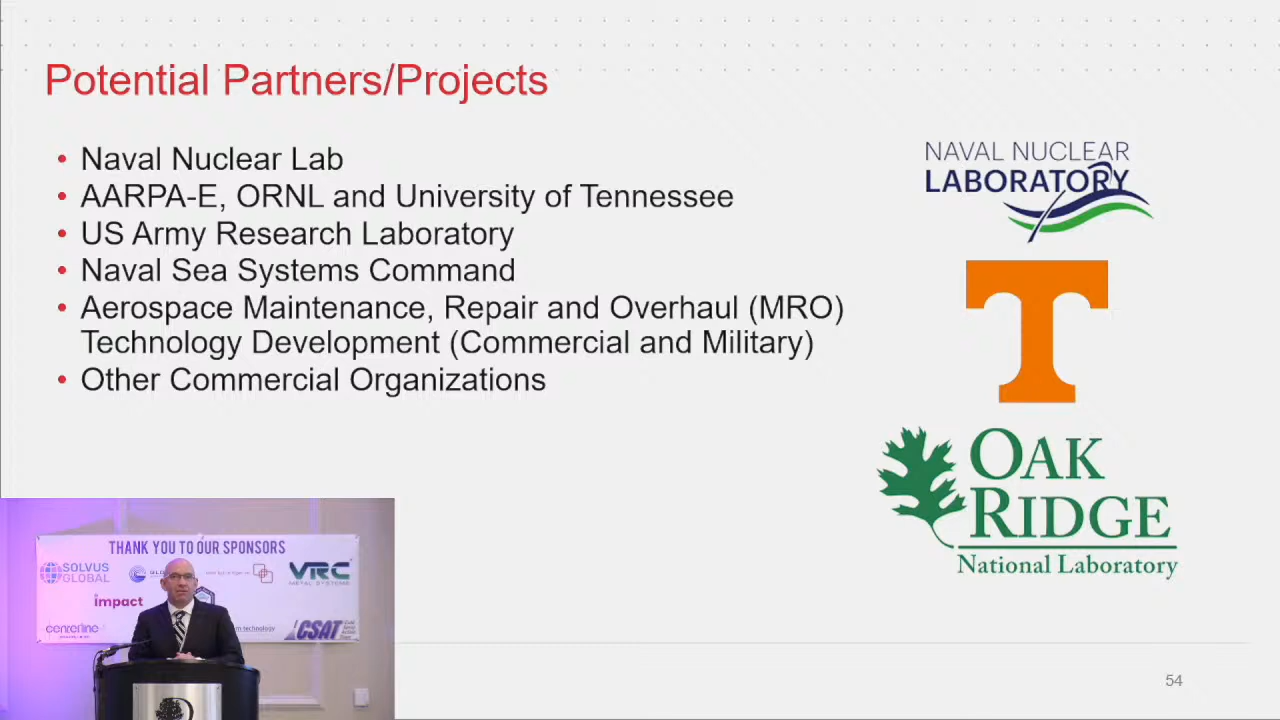 Potential Partners/Projects
• Naval Nuclear Lab
• AARPA-E, ORNL and University of Tennessee
• US Army Research Laboratory
• Naval Sea Systems Command
• Aerospace Maintenance, Repair and Overhaul (MRO)
Technology Development (Commercial and Military)
• Other Commercial Organizations
NAVAL NUCLEAR
LABORATORY
T
OAK
RIDGE
National Laboratory
THANK YOU TO OUR SPONSORS
SOLVUS
GLOBAL
VRC
METAL SYSTEMS
impact
centerline
technology
CSAT
54